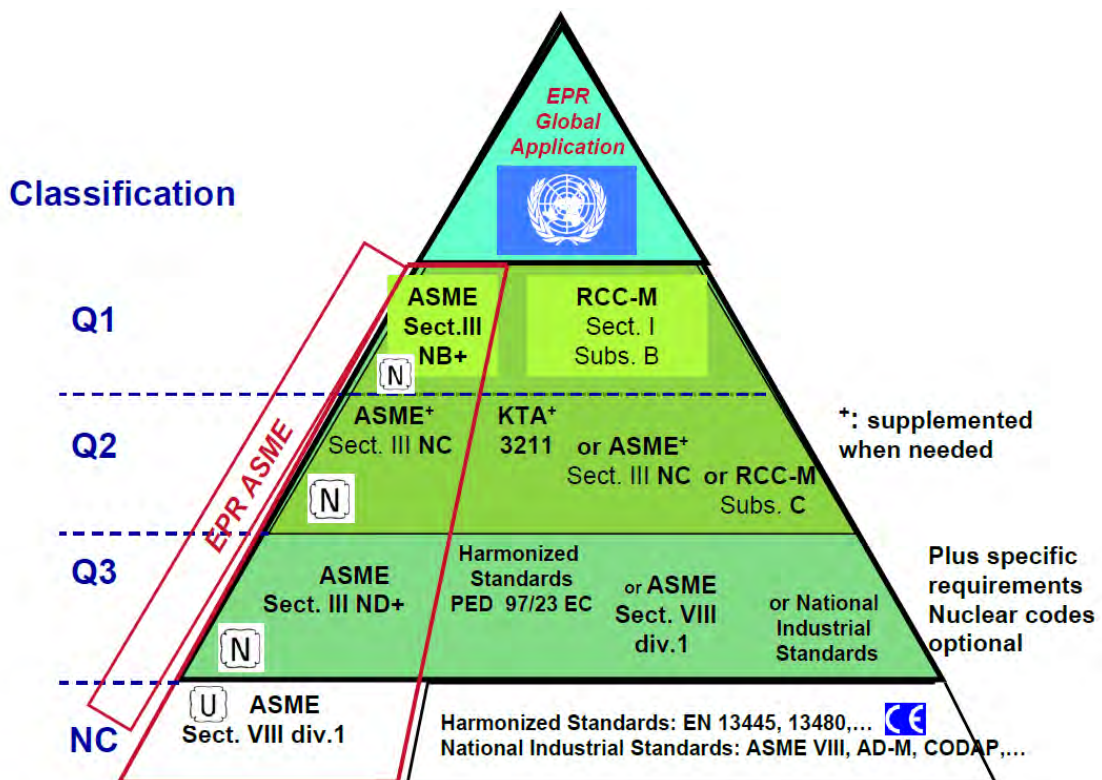 EPR
Global
Application
Classification
Q1
ASME
Sect.III
NB+
N
RCC-M
Sect. I
Subs. B
EPR ASME
Q2
ASME+
Sect. III NC
N
KTA+
3211
or ASME+
Sect. III NC
or RCC-M
Subs. C
+: supplemented
when needed
Q3
ASME
Sect. III ND+
N
Harmonized
Standards
PED 97/23 EC
or ASME
Sect. VIII
div.1
or National
Industrial
Standards
Plus specific
requirements
Nuclear codes
optional
NC
U ASME
Sect. VIII div.1
Harmonized Standards: EN 13445, 13480,... CE
National Industrial Standards: ASME VIII, AD-M, CODAP,...